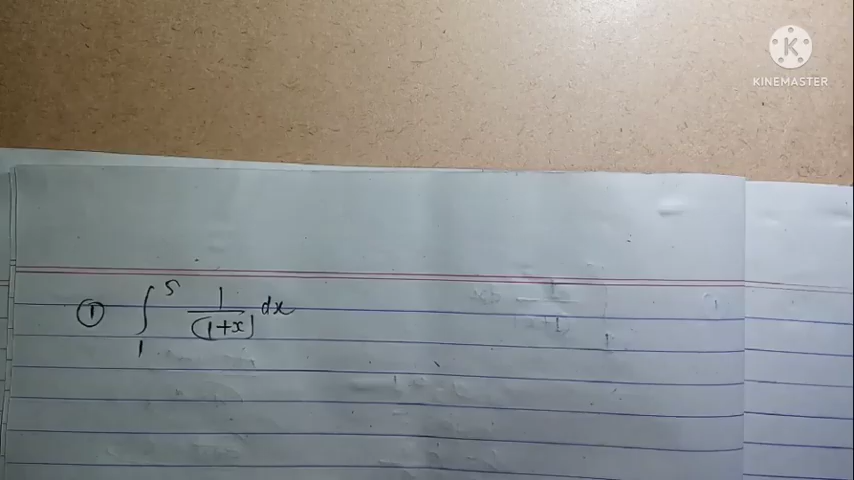 K
KINEMASTER
① ∫₁⁵ 1/(1+x) dx